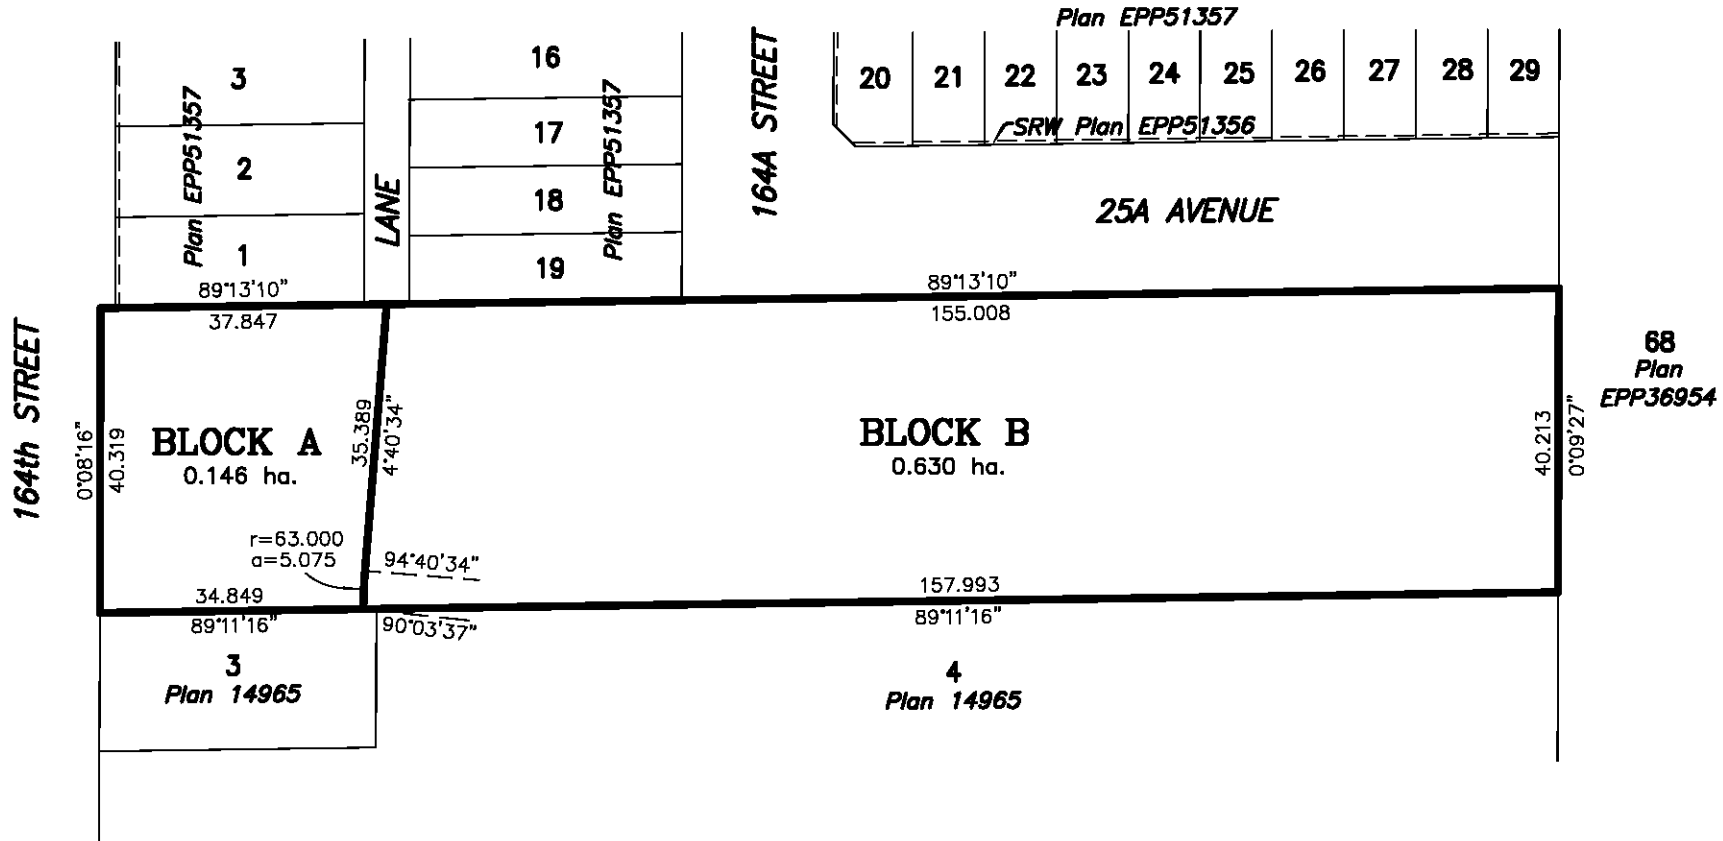 Plan EPP51357
3
2
1
Plan EPP51357
LANE
16
17
18
19
Plan EPP51357
164A STREET
20
21
22
23
24
25
26
27
28
29
SRW Plan EPP51356
25A AVENUE
89°13'10"
37.847
89°13'10"
155.008
164th STREET
0°08'16"
40.319
BLOCK A
0.146 ha.
35.389
4°40'34"
BLOCK B
0.630 ha.
40.213
0°09'27"
68
Plan
EPP36954
r=63.000
a=5.075
94°40'34"
34.849
89°11'16"
90°03'37"
157.993
89°11'16"
3
Plan 14965
4
Plan 14965